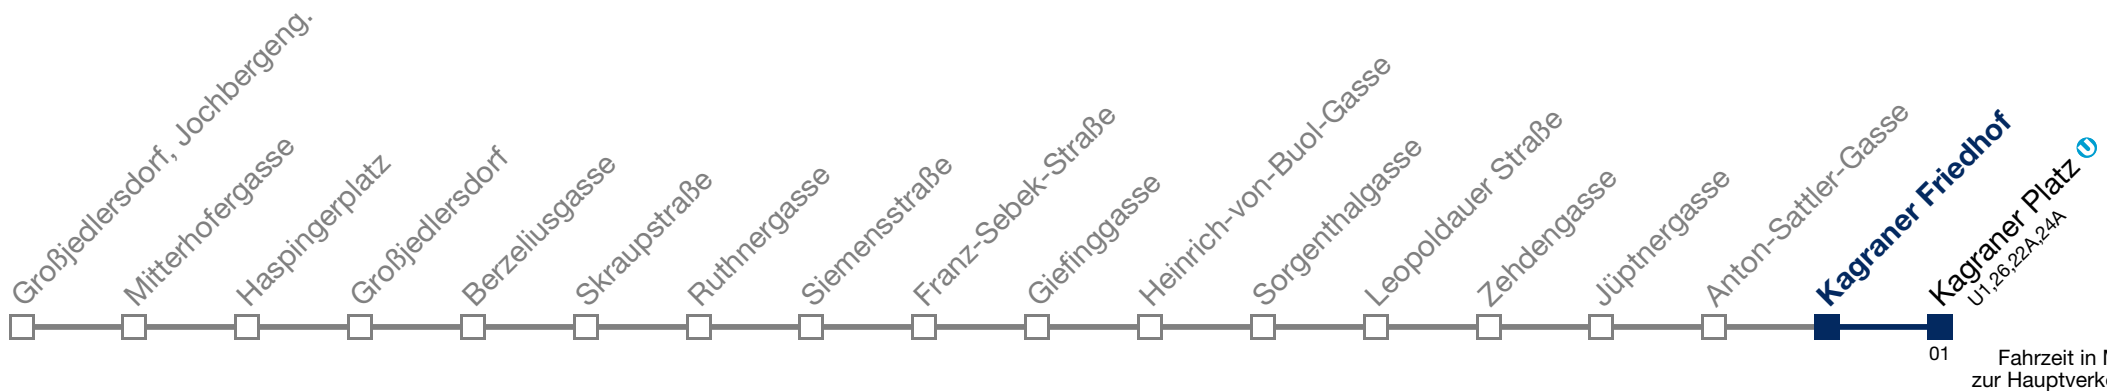 Großjedlersdorf, Jochbergeng.
Mitterhofergasse
Haspingerplatz
Großjedlersdorf
Berzeliusgasse
Skraupstraße
Ruthnergasse
Siemensstraße
Franz-Sebek-Straße
Giefinggasse
Heinrich-von-Buol-Gasse
Sorgenthalgasse
Leopoldauer Straße
Zehdengasse
Jüptnergasse
Anton-Sattler-Gasse
Kagraner Friedhof
Kagraner Platz U
U1,26,22A,24A
01
Fahrzeit in
zur